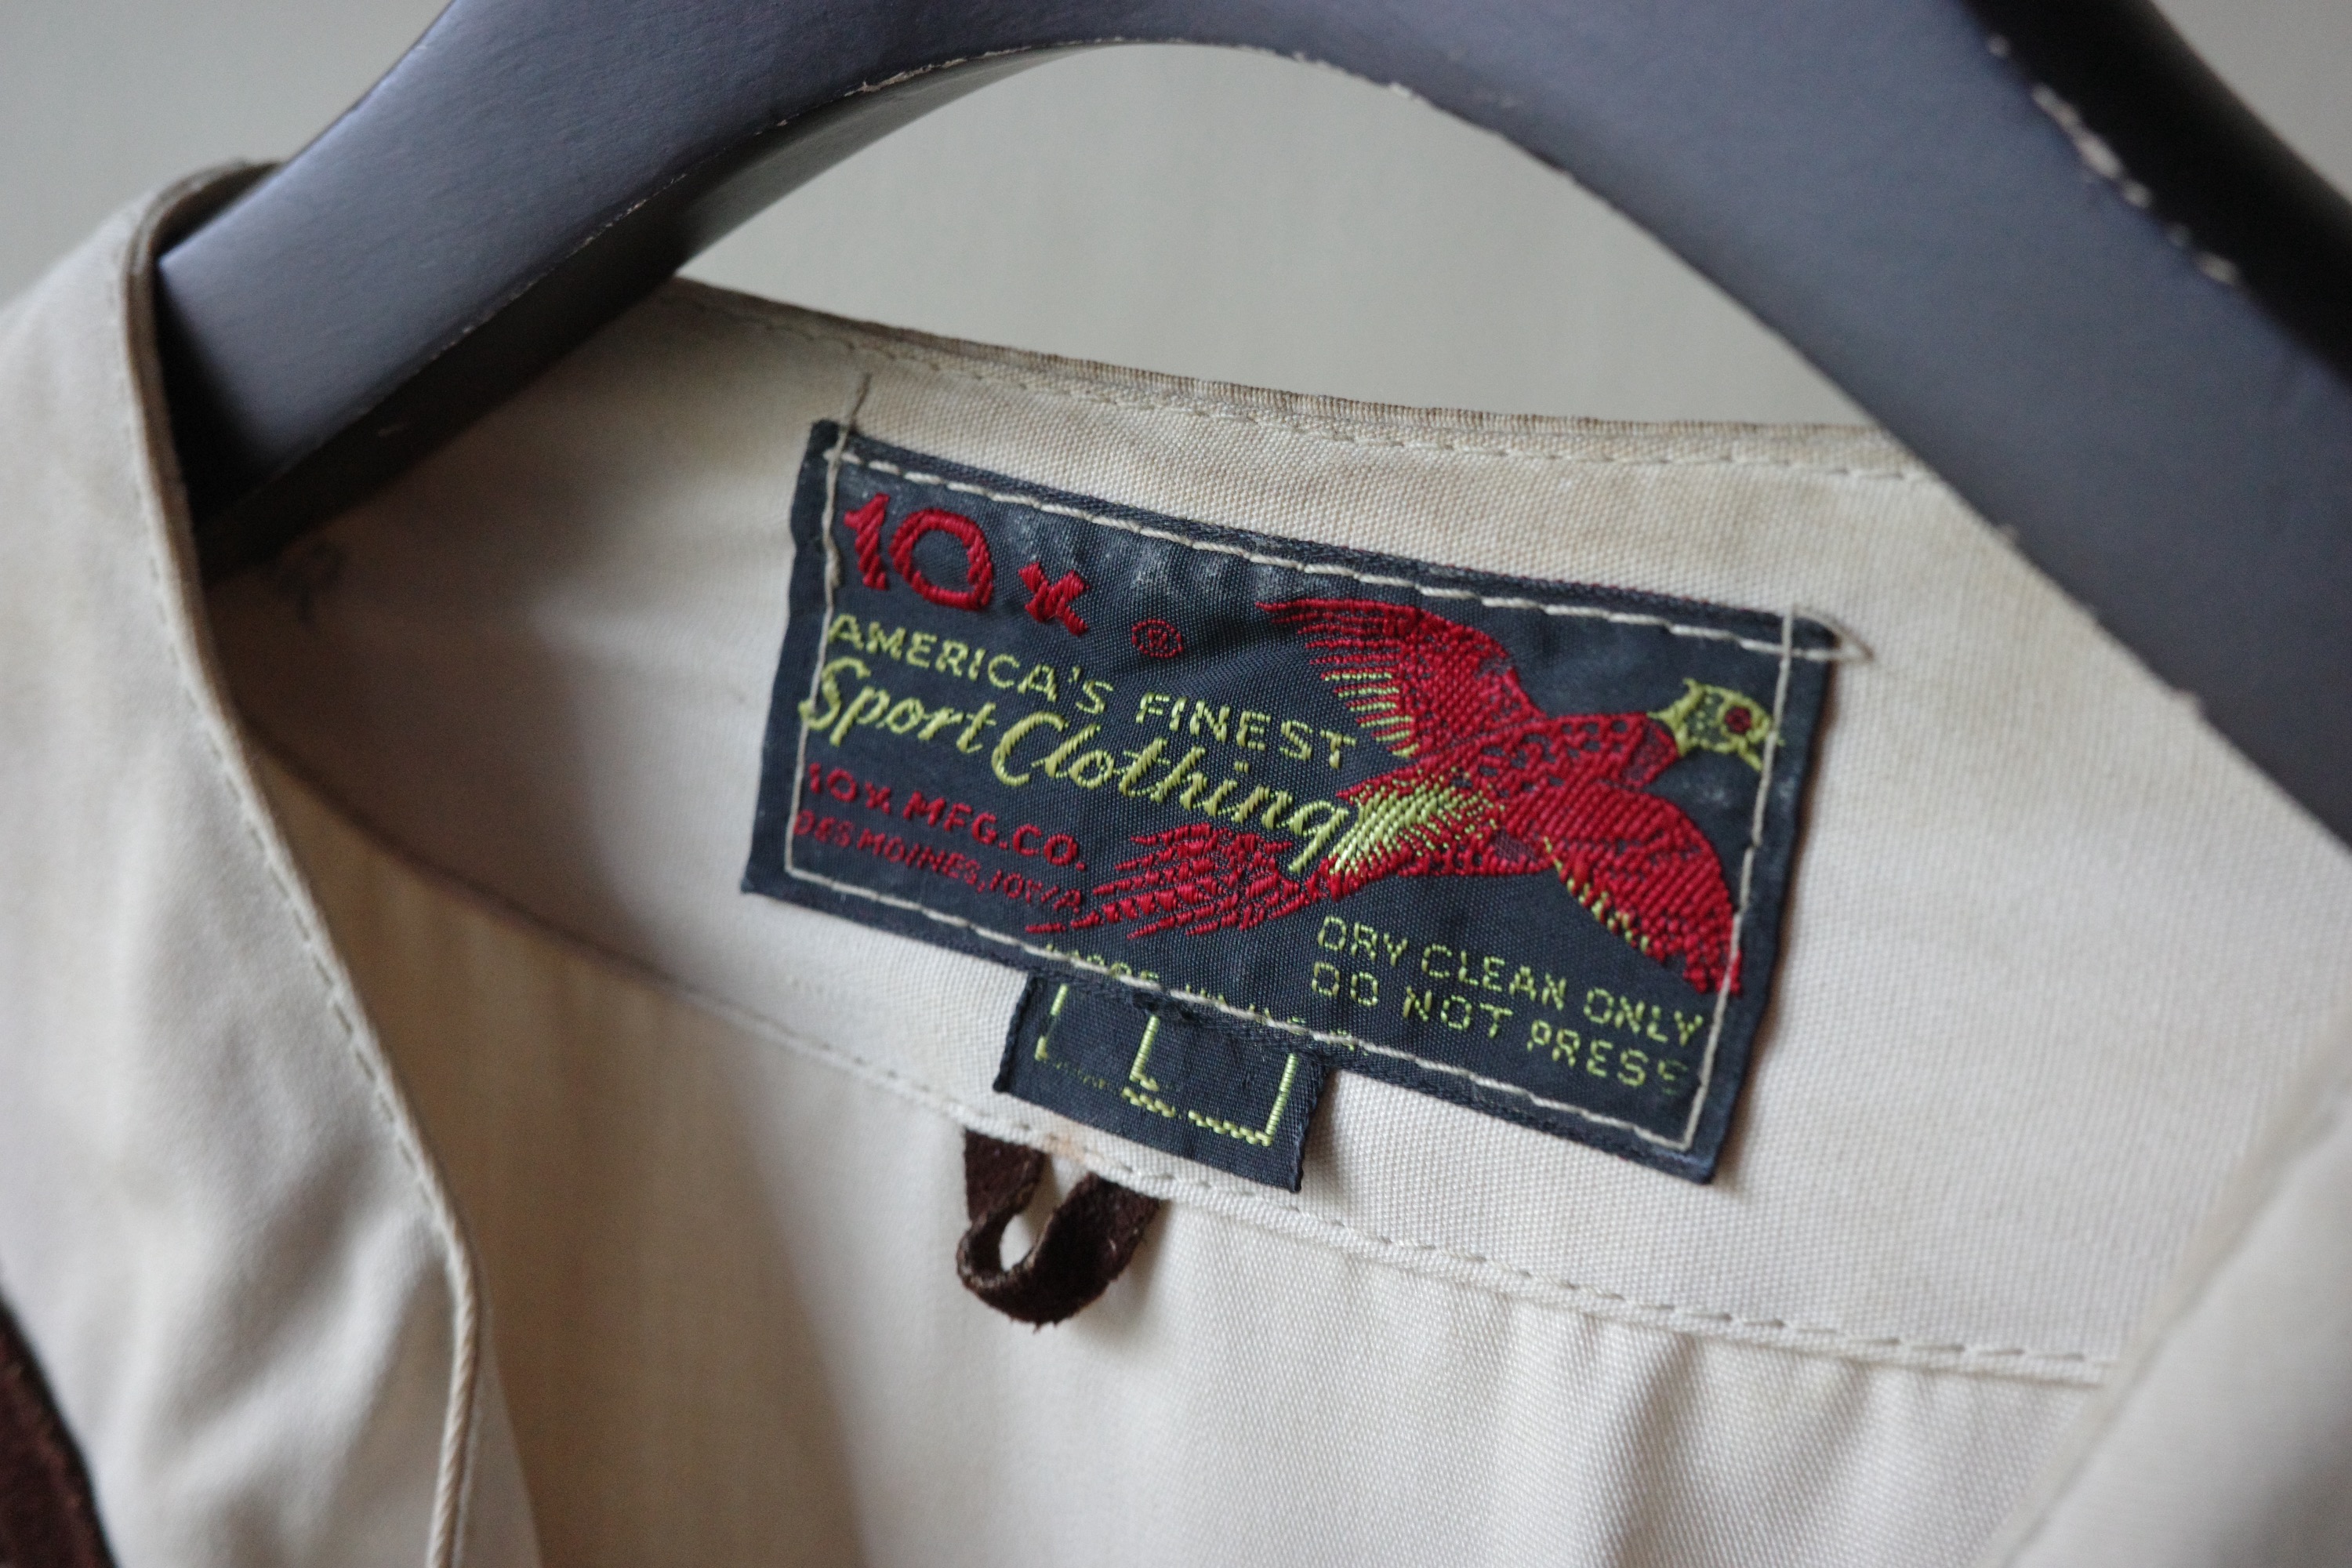 10x ®
AMERICA'S FINEST
Sport Clothing
10X MFG. CO.
DES MOINES, IOWA
DRY CLEAN ONLY
DO NOT PRESS
L